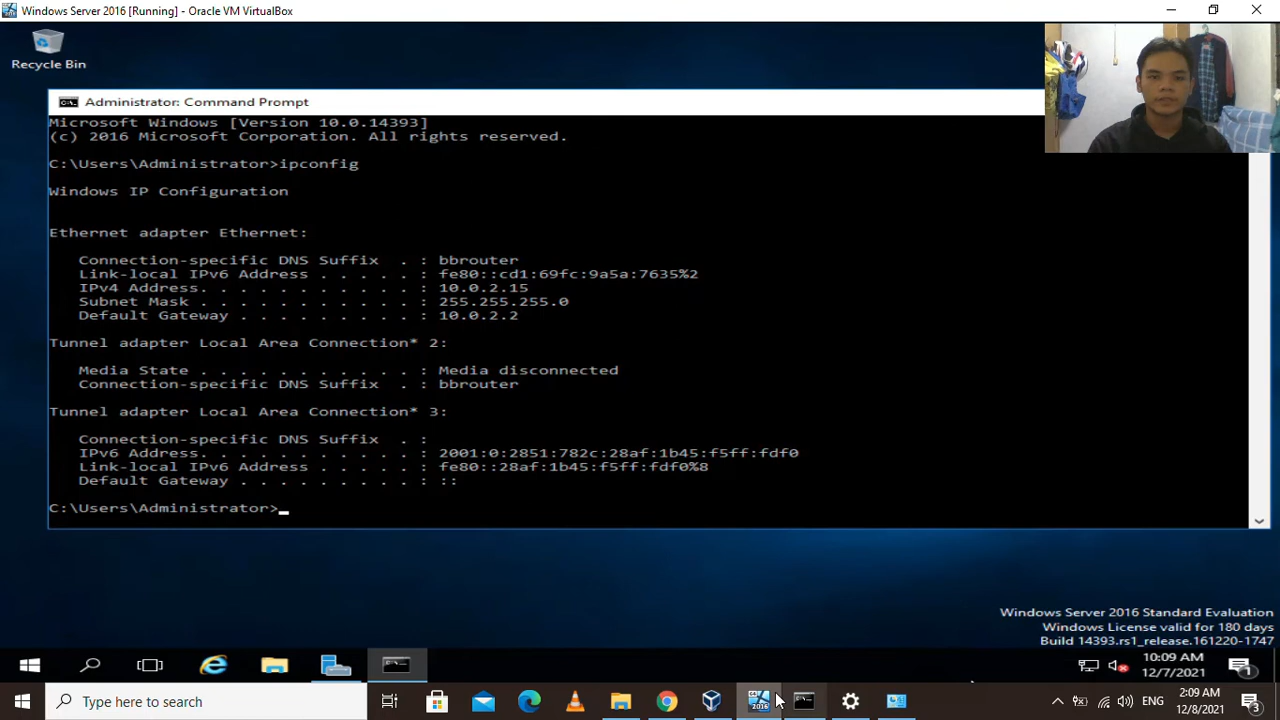 Windows Server 2016 [Running] - Oracle VM VirtualBox
Recycle Bin
Administrator: Command Prompt
Microsoft Windows [Version 10.0.14393]
(c) 2016 Microsoft Corporation. All rights reserved.
C:\Users\Administrator>ipconfig
Windows IP Configuration
Ethernet adapter Ethernet:
Connection-specific DNS Suffix . : bbrouter
Link-local IPv6 Address . . . . . : fe80::cd1:69fc:9a5a:7635%2
IPv4 Address. . . . . . . . . . . : 10.0.2.15
Subnet Mask . . . . . . . . . . . : 255.255.255.0
Default Gateway . . . . . . . . . : 10.0.2.2
Tunnel adapter Local Area Connection* 2:
Media State . . . . . . . . . . . : Media disconnected
Connection-specific DNS Suffix . : bbrouter
Tunnel adapter Local Area Connection* 3:
Connection-specific DNS Suffix . :
IPv6 Address. . . . . . . . . . . : 2001:0:2851:782c:28af:1b45:f5ff:fdf0
Link-local IPv6 Address . . . . . : fe80::28af:1b45:f5ff:fdf0%8
Default Gateway . . . . . . . . . : ::
C:\Users\Administrator>_
Windows Server 2016 Standard Evaluation
Windows License valid for 180 days
Build 14393.rs1_release.161220-1747
10:09 AM
12/7/2021
1
Type here to search
2016
ENG
2:09 AM
12/8/2021
3